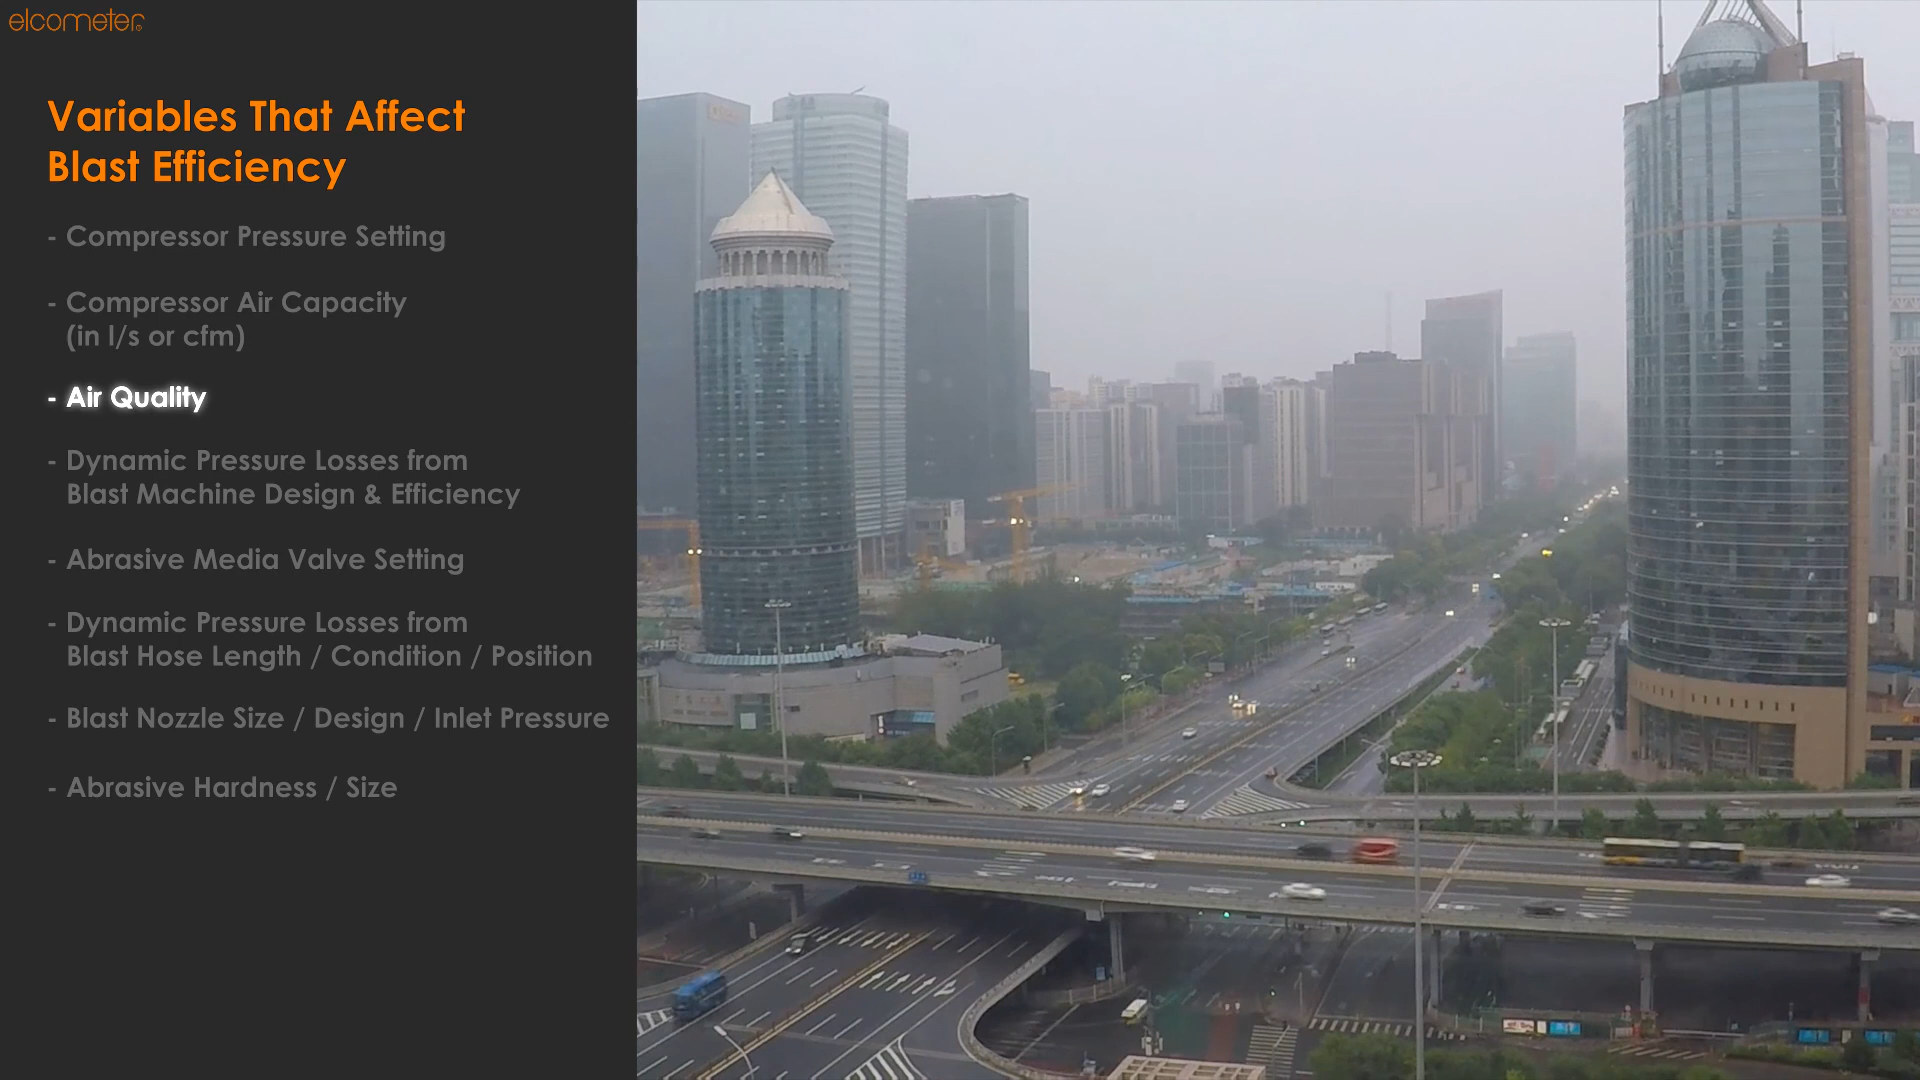 elcometer
Variables That Affect
Blast Efficiency
- Compressor Pressure Setting
- Compressor Air Capacity
(in l/s or cfm)
- Air Quality
- Dynamic Pressure Losses from
Blast Machine Design & Efficiency
- Abrasive Media Valve Setting
- Dynamic Pressure Losses from
Blast Hose Length / Condition / Position
- Blast Nozzle Size / Design / Inlet Pressure
- Abrasive Hardness / Size